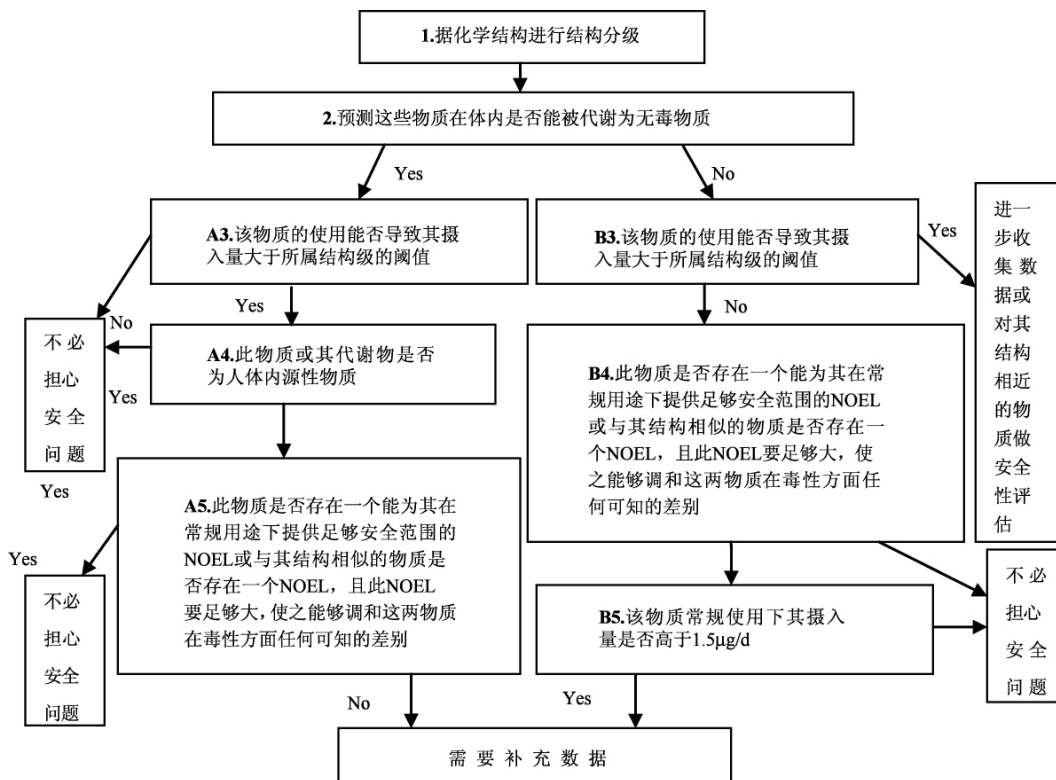 1.据化学结构进行结构分级
2.预测这些物质在体内是否能被代谢为无毒物质
Yes
No
A3.该物质的使用能否导致其摄
入量大于所属结构级的阈值
B3.该物质的使用能否导致其摄
入量大于所属结构级的阈值
Yes
进一
步收
集数
据或
对其
结构
相近
的物
质做
安全
性评
估
Yes
No
No
不必
担心
安全
问题
A4.此物质或其代谢物是否
为人体内源性物质
Yes
B4.此物质是否存在一个能为其在常
规用途下提供足够安全范围的NOEL
或与其结构相似的物质是否存在一
个NOEL，且此NOEL要足够大，使
之能够调和这两物质在毒性方面任
何可知的差别
Yes
A5.此物质是否存在一个能为其在
常规用途下提供足够安全范围的
NOEL或与其结构相似的物质是
否存在一个NOEL，且此NOEL
要足够大，使之能够调和这两物质
在毒性方面任何可知的差别
Yes
不必
担心
安全
问题
B5.该物质常规使用下其摄入
量是否高于1.5μg/d
不必
担心
安全
问题
No
Yes
需要补充数据